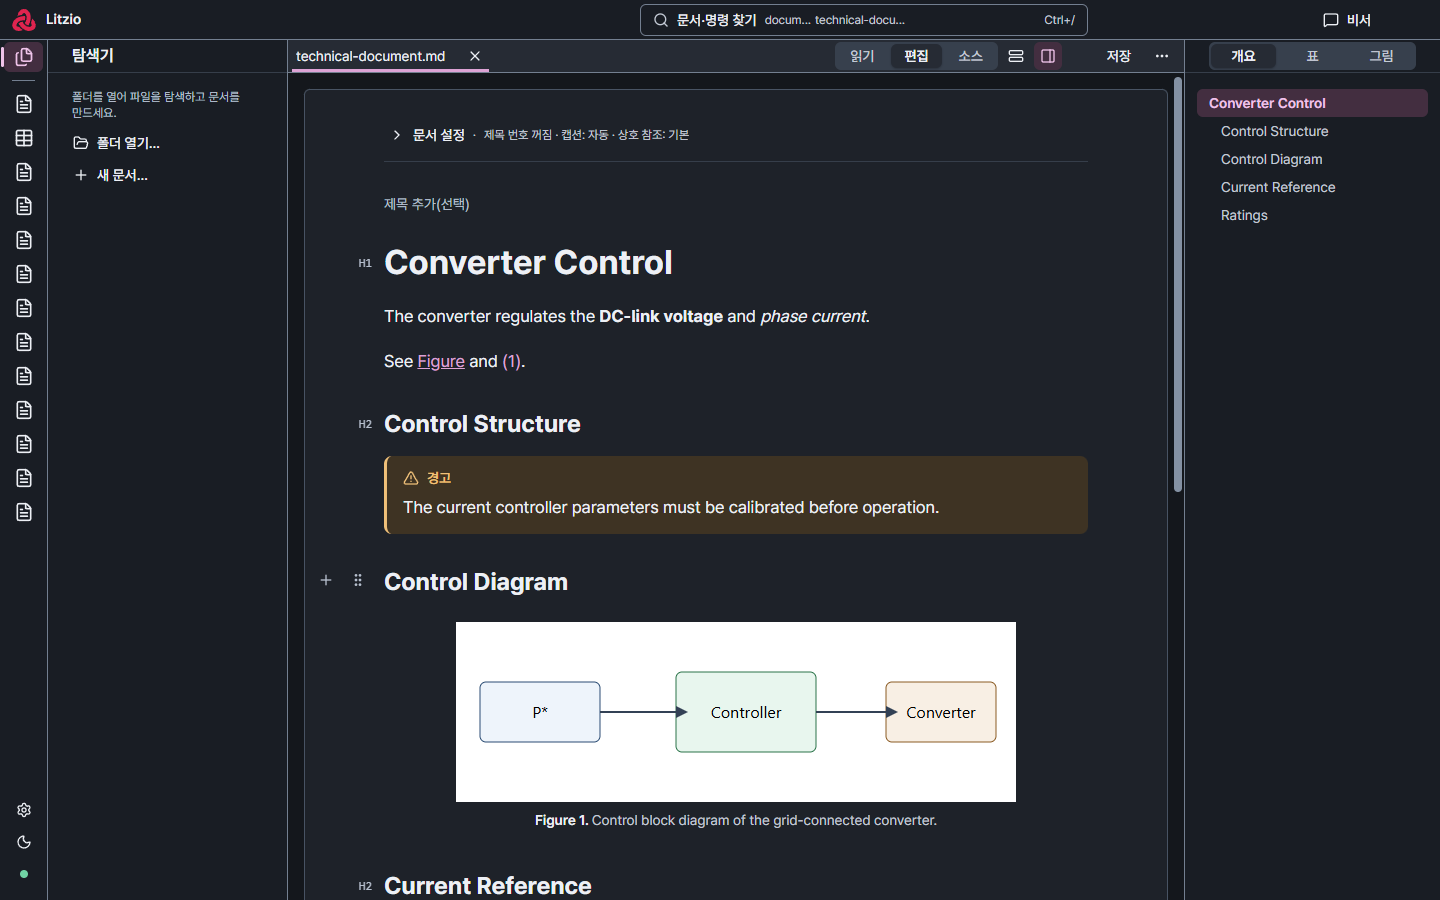 Litzio
문서·명령 찾기 docum... technical-docu... Ctrl+/
비서
탐색기
폴더를 열어 파일을 탐색하고 문서를
만드세요.
폴더 열기...
새 문서...
technical-document.md
읽기 편집 소스 저장
문서 설정 · 제목 번호 꺼짐 · 캡션: 자동 · 상호 참조: 기본
제목 추가(선택)
H1 Converter Control
The converter regulates the DC-link voltage and phase current.
See Figure and (1).
H2 Control Structure
경고
The current controller parameters must be calibrated before operation.
Control Diagram
P* Controller Converter
Figure 1. Control block diagram of the grid-connected converter.
H2 Current Reference
개요 표 그림
Converter Control
Control Structure
Control Diagram
Current Reference
Ratings